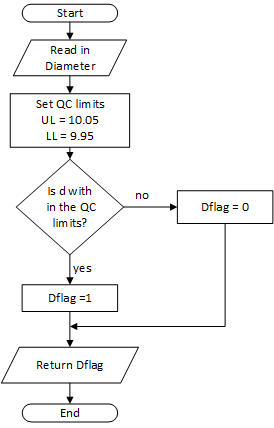 Start
Read in
Diameter
Set QC limits
UL = 10.05
LL = 9.95
Is d with
in the QC
limits?
no
Dflag = 0
yes
Dflag =1
Return Dflag
End